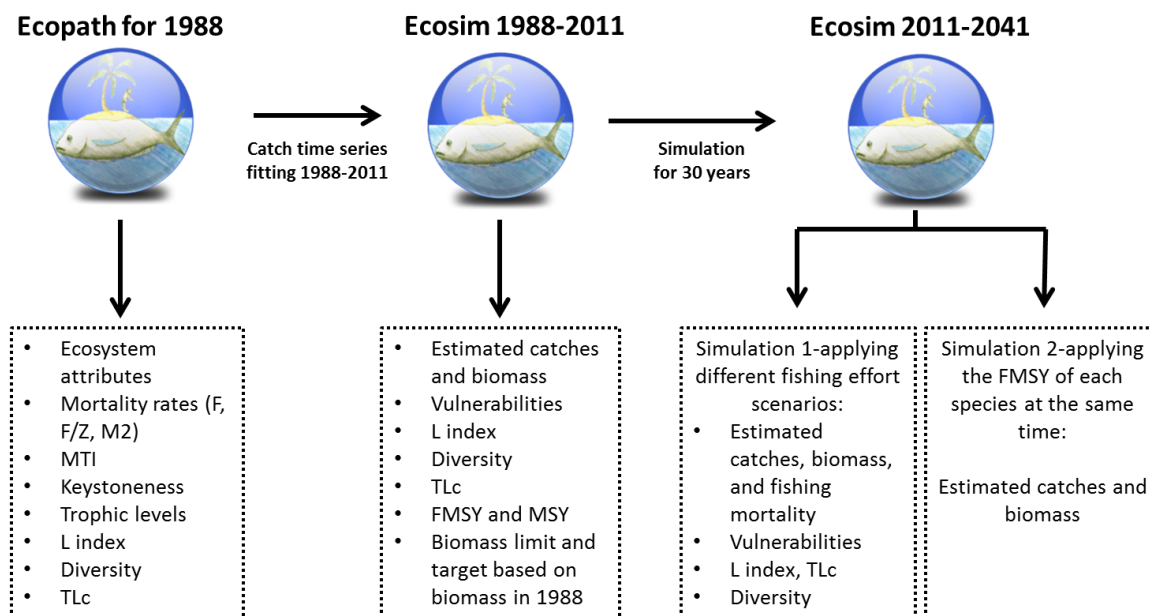 Ecopath for 1988
Ecosim 1988-2011
Ecosim 2011-2041
Catch time series
fitting 1988-2011
Simulation
for 30 years
• Ecosystem
attributes
• Mortality rates (F,
F/Z, M2)
• MTI
• Keystoneness
• Trophic levels
• L index
• Diversity
• TLc
• Estimated catches
and biomass
• Vulnerabilities
• L index
• Diversity
• TLc
• FMSY and MSY
• Biomass limit and
target based on
biomass in 1988
Simulation 1-applying
different fishing effort
scenarios:
• Estimated
catches, biomass,
and fishing
mortality
• Vulnerabilities
• L index, TLc
• Diversity
Simulation 2-applying
the FMSY of each
species at the same
time:
Estimated catches and
biomass